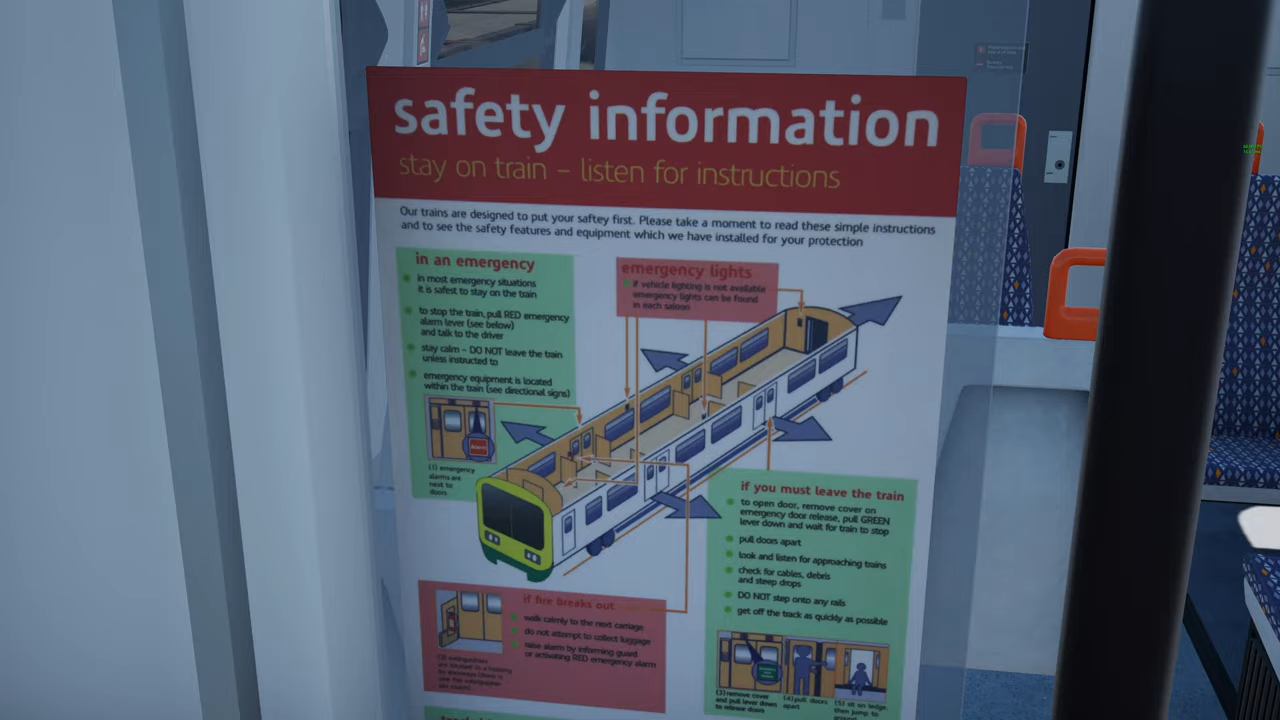 safety information
stay on train – listen for instructions
Our trains are designed to put your saftey first. Please take a moment to read these simple instructions
and to see the safety features and equipment which we have installed for your protection
in an emergency
in most emergency situations
it is safest to stay on the train
to stop the train, pull RED emergency
alarm lever (see below)
and talk to the driver
stay calm – DO NOT leave the train
unless instructed to
emergency equipment is located
within the train (see directional signs)
(1) emergency
alarms are
next to
doors
emergency lights
if vehicle lighting is not available
emergency lights can be found
in each saloon
if you must leave the train
to open door, remove cover on
emergency door release, pull GREEN
lever down and wait for train to stop
pull doors apart
look and listen for approaching trains
check for cables, debris
and steep drops
DO NOT step onto any rails
get off the track as quickly as possible
(3) remove cover
and pull lever down
to release doors
(4) pull doors
apart
(5) sit on ledge,
then jump to
ground
if fire breaks out
walk calmly to the next carriage
do not attempt to collect luggage
raise alarm by informing guard
or activating RED emergency alarm